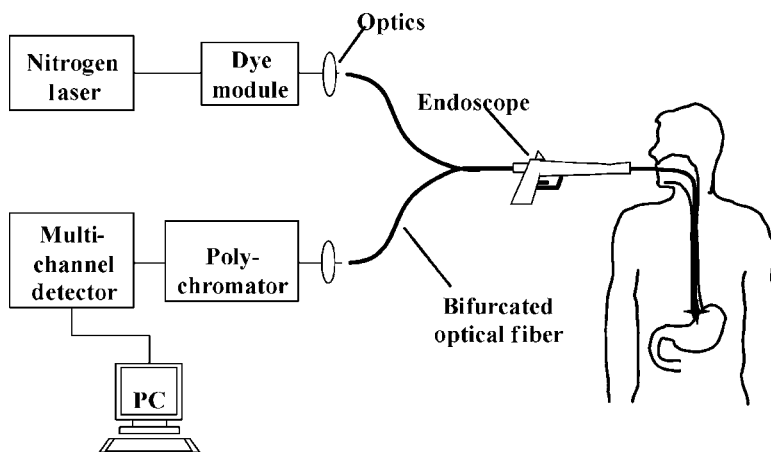 Optics
Nitrogen
laser
Dye
module
Endoscope
Multi-
channel
detector
Poly-
chromator
Bifurcated
optical fiber
PC